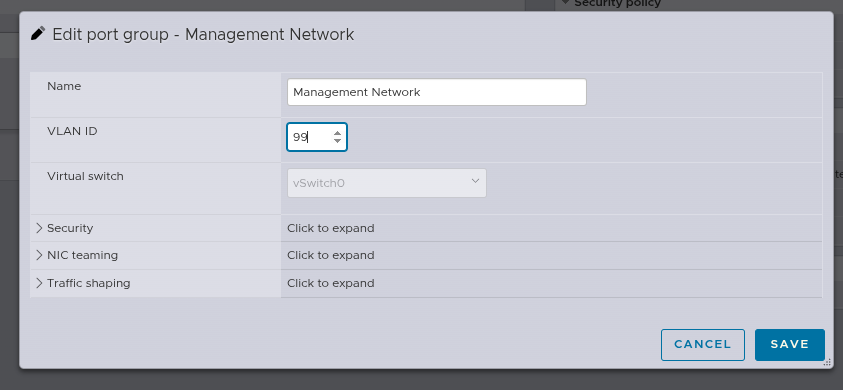 Security policy
Edit port group - Management Network
Name
Management Network
VLAN ID
99
Virtual switch
vSwitch0
Security
Click to expand
NIC teaming
Click to expand
Traffic shaping
Click to expand
CANCEL
SAVE